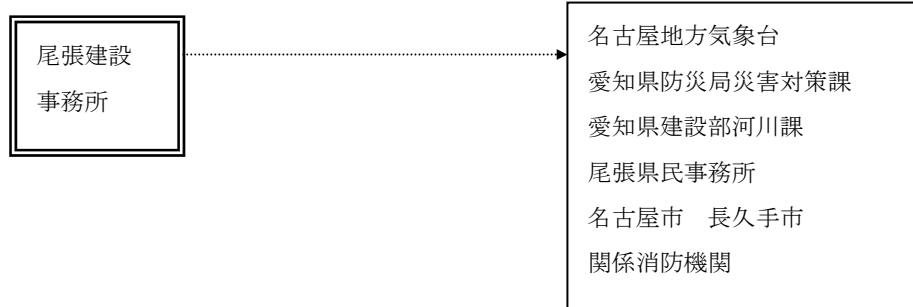 尾張建設
事務所
名古屋地方気象台
愛知県防災局災害対策課
愛知県建設部河川課
尾張県民事務所
名古屋市　長久手市
関係消防機関